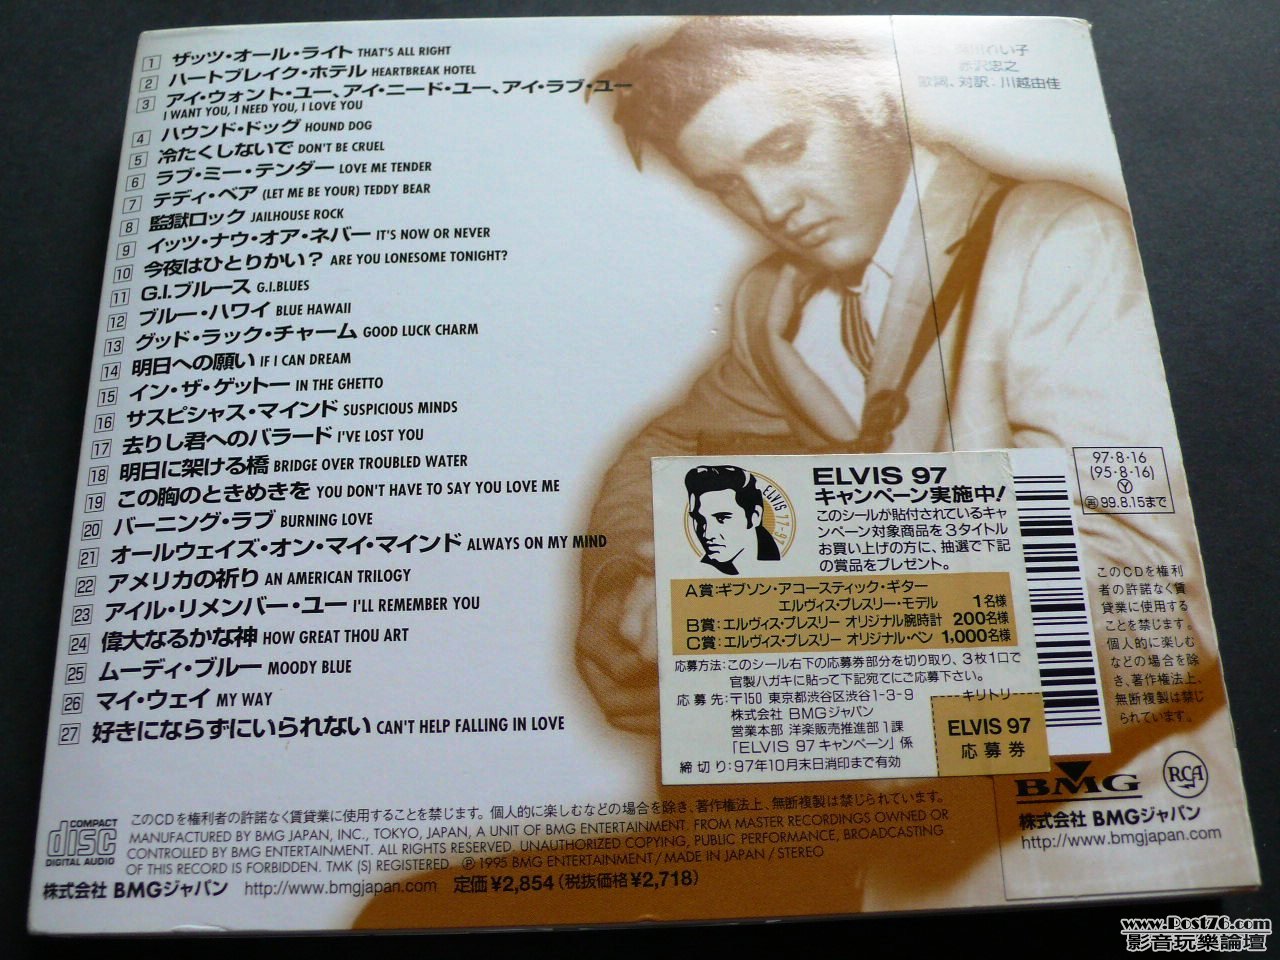 1 ザッツ・オール・ライト THAT'S ALL RIGHT
2 ハートブレイク・ホテル HEARTBREAK HOTEL
3 アイ・ウォント・ユー、アイ・ニード・ユー、アイ・ラブ・ユー
I WANT YOU, I NEED YOU, I LOVE YOU
4 ハウンド・ドッグ HOUND DOG
5 冷たくしないで DON'T BE CRUEL
6 ラブ・ミー・テンダー LOVE ME TENDER
7 テディ・ベア (LET ME BE YOUR) TEDDY BEAR
8 監獄ロック JAILHOUSE ROCK
9 イッツ・ナウ・オア・ネバー IT'S NOW OR NEVER
10 今夜はひとりかい？ ARE YOU LONESOME TONIGHT?
11 G.I.ブルース G.I.BLUES
12 ブルー・ハワイ BLUE HAWAII
13 グッド・ラック・チャーム GOOD LUCK CHARM
14 明日への願い IF I CAN DREAM
15 イン・ザ・ゲットー IN THE GHETTO
16 サスピシャス・マインド SUSPICIOUS MINDS
17 去りし君へのバラード I'VE LOST YOU
18 明日に架ける橋 BRIDGE OVER TROUBLED WATER
19 この胸のときめきを YOU DON'T HAVE TO SAY YOU LOVE ME
20 バーニング・ラブ BURNING LOVE
21 オールウェイズ・オン・マイ・マインド ALWAYS ON MY MIND
22 アメリカの祈り AN AMERICAN TRILOGY
23 アイル・リメンバー・ユー I'LL REMEMBER YOU
24 偉大なるかな神 HOW GREAT THOU ART
25 ムーディ・ブルー MOODY BLUE
26 マイ・ウェイ MY WAY
27 好きにならずにいられない CAN'T HELP FALLING IN LOVE
い子
忠之
歌詞、対訳：川越由佳
ELVIS 77-97
ELVIS 97
キャンペーン実施中！
このシールが貼付されているキャ
ンペーン対象商品を３タイトル
お買い上げの方に、抽選で下記
の賞品をプレゼント。
A賞：ギブソン・アコースティック・ギター
エルヴィス・プレスリー・モデル 1名様
B賞：エルヴィス・プレスリー オリジナル腕時計 200名様
C賞：エルヴィス・プレスリー オリジナル・ペン 1,000名様
応募方法：このシール右下の応募券部分を切り取り、３枚１口で
官製ハガキに貼って下記宛てにご応募下さい。
応募先：〒150 東京都渋谷区渋谷1-3-9
株式会社 BMGジャパン
営業本部 洋楽販売推進部１課
「ELVIS 97 キャンペーン」係
締切り：97年10月末日消印まで有効
キリトリ
ELVIS 97
応募券
97・8・16
(95・8・16)
Ⓨ
再99.8.15まで
このCDを権利
者の許諾なく賃
貸業に使用する
ことを禁じます。
個人的に楽しむ
などの場合を除
き、著作権法上、
無断複製は禁じ
られています。
BMG
RCA
株式会社 BMGジャパン
http://www.bmgjapan.com
COMPACT
disc
DIGITAL AUDIO
このCDを権利者の許諾なく賃貸業に使用することを禁じます。個人的に楽しむなどの場合を除き、著作権法上、無断複製は禁じられています。
MANUFACTURED BY BMG JAPAN, INC., TOKYO, JAPAN, A UNIT OF BMG ENTERTAINMENT. FROM MASTER RECORDINGS OWNED OR
CONTROLLED BY BMG ENTERTAINMENT. ALL RIGHTS RESERVED. UNAUTHORIZED COPYING, PUBLIC PERFORMANCE, BROADCASTING
OF THIS RECORD IS FORBIDDEN. TMK (S) REGISTERED. Ⓟ 1995 BMG ENTERTAINMENT/MADE IN JAPAN/STEREO
株式会社 BMGジャパン http://www.bmgjapan.com 定価¥2,854(税抜価格¥2,718)
www.Post76.com
影音玩樂論壇